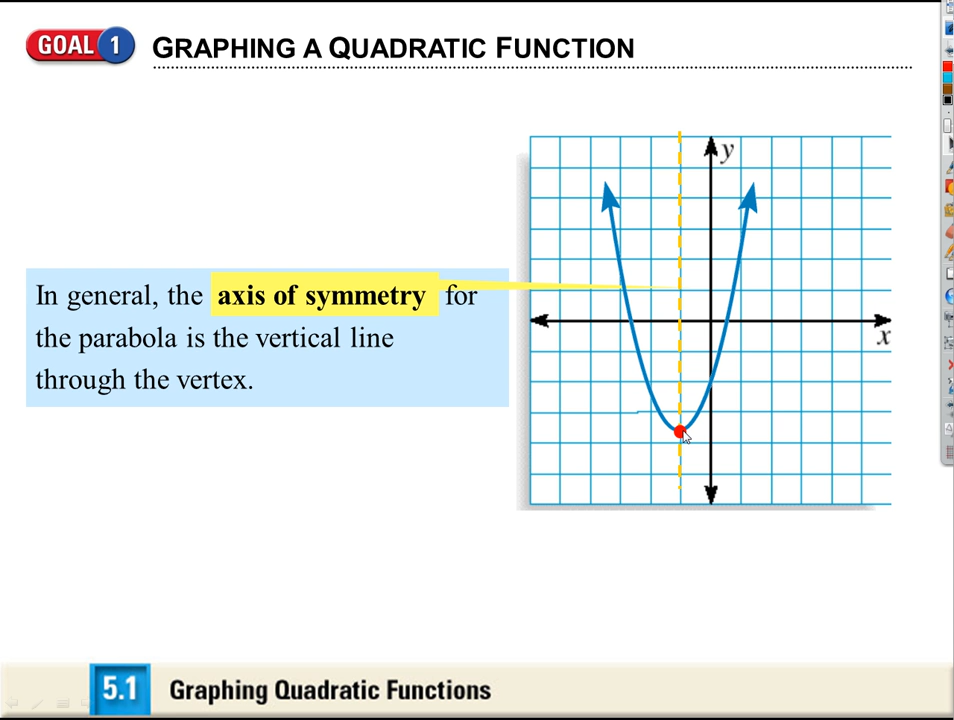 GOAL 1 GRAPHING A QUADRATIC FUNCTION
y
x
In general, the axis of symmetry for
the parabola is the vertical line
through the vertex.
5.1 Graphing Quadratic Functions